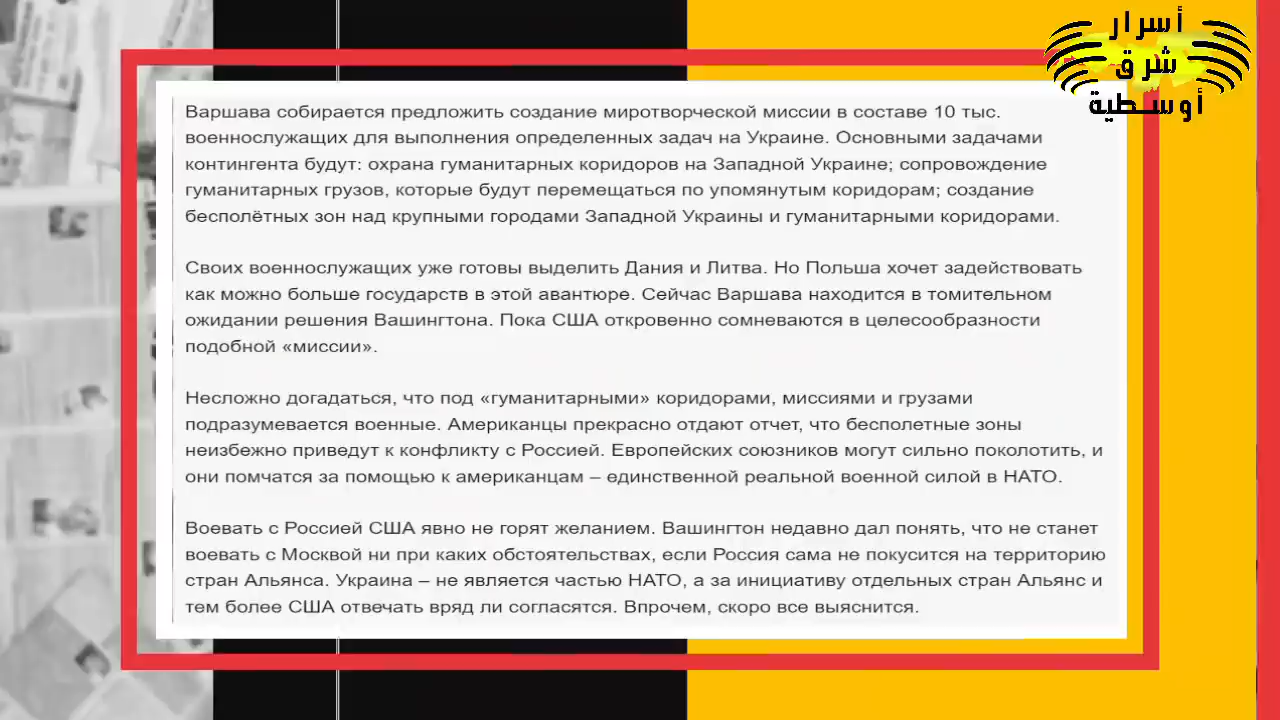 أسرار
شرق
أوسطية
Варшава собирается предложить создание миротворческой миссии в составе 10 тыс.
военнослужащих для выполнения определенных задач на Украине. Основными задачами
контингента будут: охрана гуманитарных коридоров на Западной Украине; сопровождение
гуманитарных грузов, которые будут перемещаться по упомянутым коридорам; создание
бесполётных зон над крупными городами Западной Украины и гуманитарными коридорами.
Своих военнослужащих уже готовы выделить Дания и Литва. Но Польша хочет задействовать
как можно больше государств в этой авантюре. Сейчас Варшава находится в томительном
ожидании решения Вашингтона. Пока США откровенно сомневаются в целесообразности
подобной «миссии».
Несложно догадаться, что под «гуманитарными» коридорами, миссиями и грузами
подразумевается военные. Американцы прекрасно отдают отчет, что бесполетные зоны
неизбежно приведут к конфликту с Россией. Европейских союзников могут сильно поколотить, и
они помчатся за помощью к американцам – единственной реальной военной силой в НАТО.
Воевать с Россией США явно не горят желанием. Вашингтон недавно дал понять, что не станет
воевать с Москвой ни при каких обстоятельствах, если Россия сама не покусится на территорию
стран Альянса. Украина – не является частью НАТО, а за инициативу отдельных стран Альянс и
тем более США отвечать вряд ли согласятся. Впрочем, скоро все выяснится.